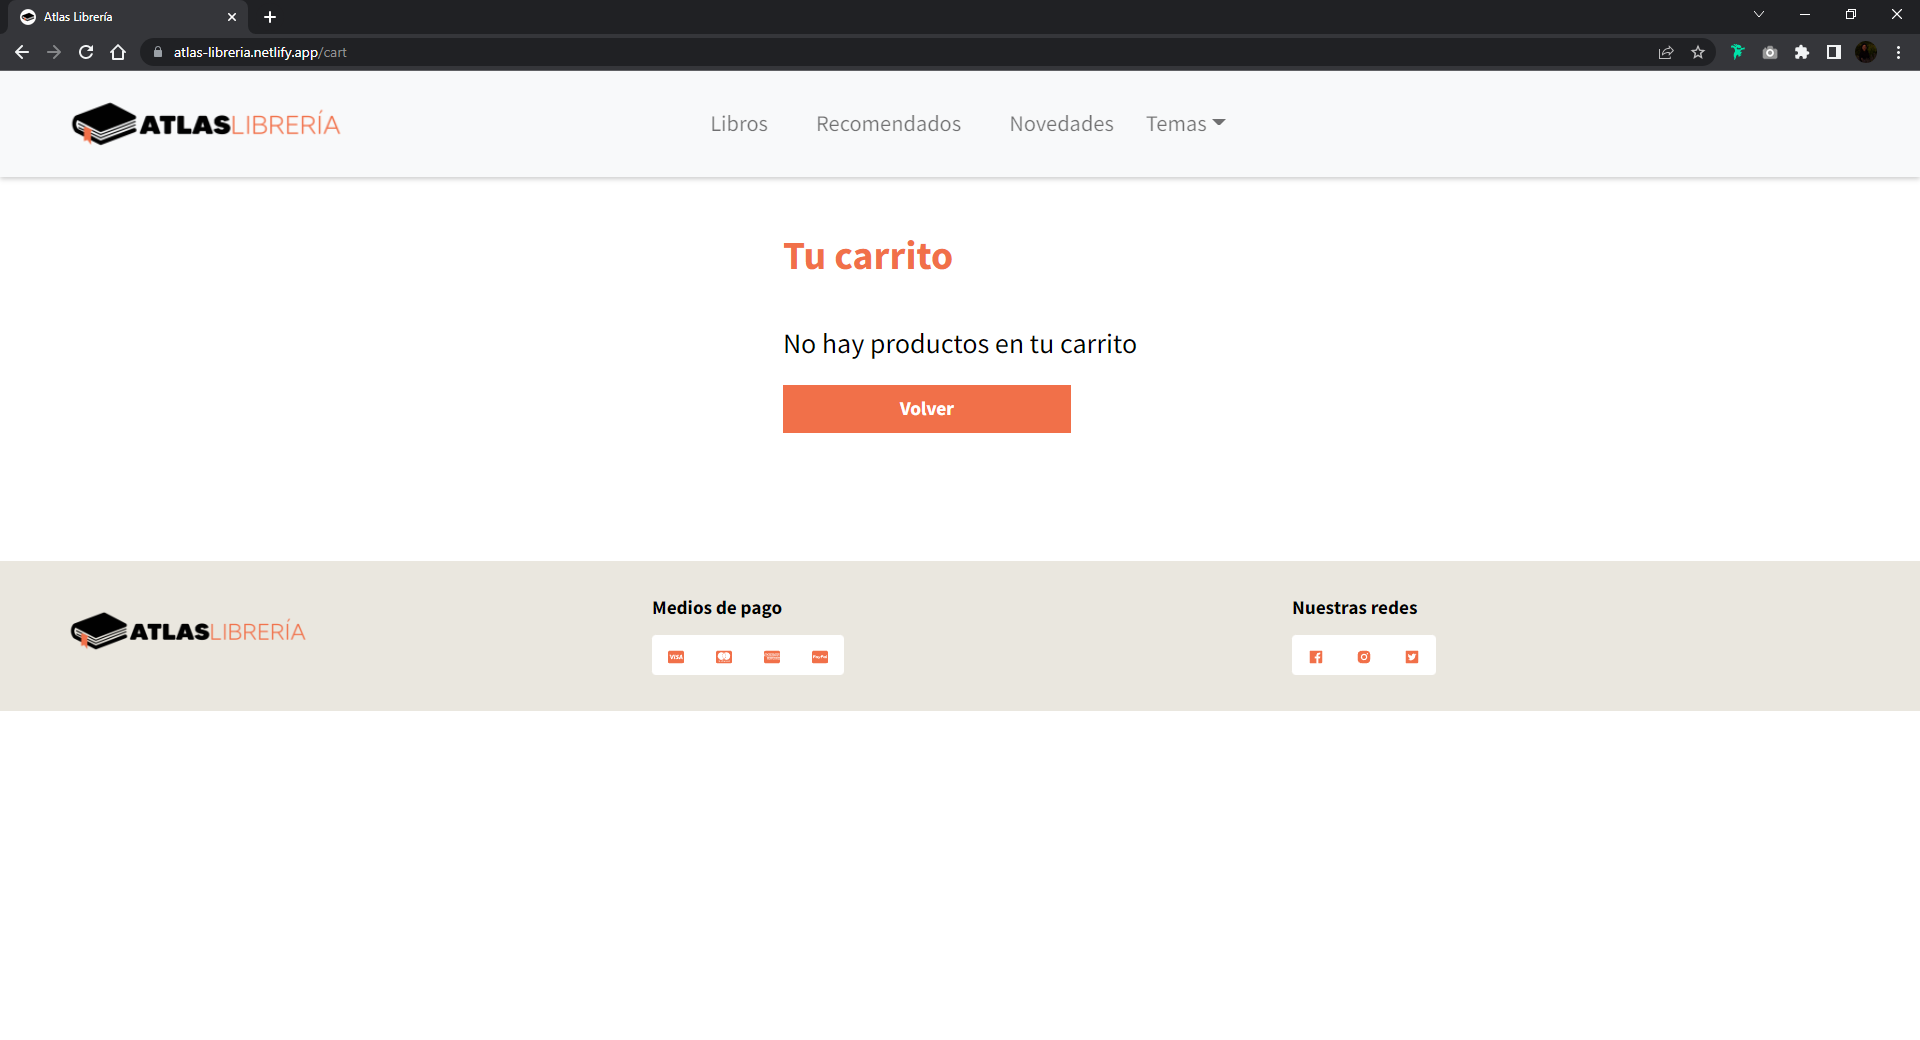 Atlas Librería
atlas-libreria.netlify.app/cart
ATLASLIBRERÍA
Libros
Recomendados
Novedades
Temas
Tu carrito
No hay productos en tu carrito
Volver
ATLASLIBRERÍA
Medios de pago
VISA
PayPal
Nuestras redes